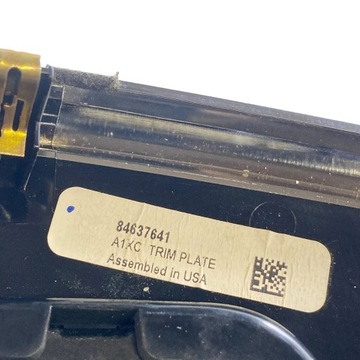 84637641
A1XC TRIM PLATE
Assembled in USA